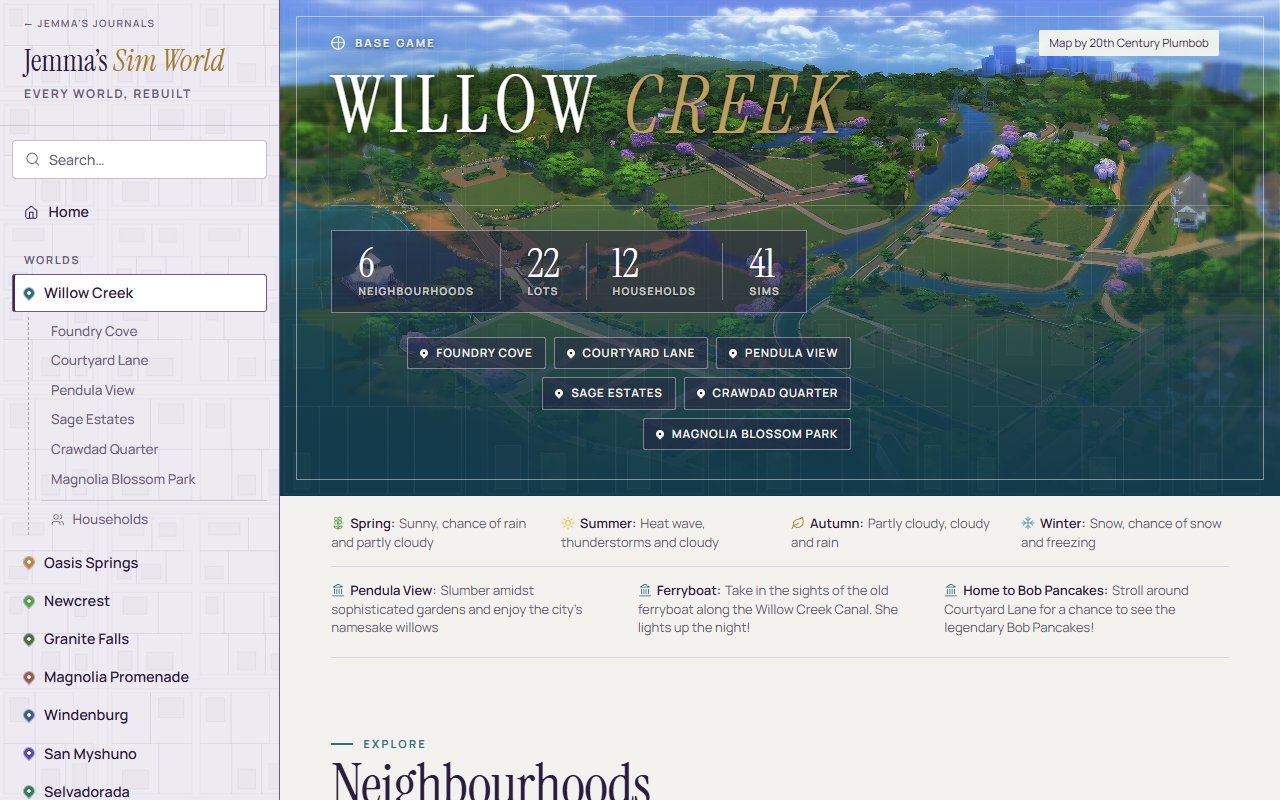 ← JEMMA'S JOURNALS
Jemma's Sim World
EVERY WORLD, REBUILT
Search...
Home
WORLDS
Willow Creek
Foundry Cove
Courtyard Lane
Pendula View
Sage Estates
Crawdad Quarter
Magnolia Blossom Park
Households
Oasis Springs
Newcrest
Granite Falls
Magnolia Promenade
Windenburg
San Myshuno
Selvadorada
BASE GAME
Map by 20th Century Plumbob
WILLOW CREEK
6 22 12 41
NEIGHBOURHOODS LOTS HOUSEHOLDS SIMS
FOUNDRY COVE COURTYARD LANE PENDULA VIEW
SAGE ESTATES CRAWDAD QUARTER
MAGNOLIA BLOSSOM PARK
Spring: Sunny, chance of rain
and partly cloudy
Summer: Heat wave,
thunderstorms and cloudy
Autumn: Partly cloudy, cloudy
and rain
Winter: Snow, chance of snow
and freezing
Pendula View: Slumber amidst
sophisticated gardens and enjoy the city's
namesake willows
Ferryboat: Take in the sights of the old
ferryboat along the Willow Creek Canal. She
lights up the night!
Home to Bob Pancakes: Stroll around
Courtyard Lane for a chance to see the
legendary Bob Pancakes!
EXPLORE
Neighbourhoods